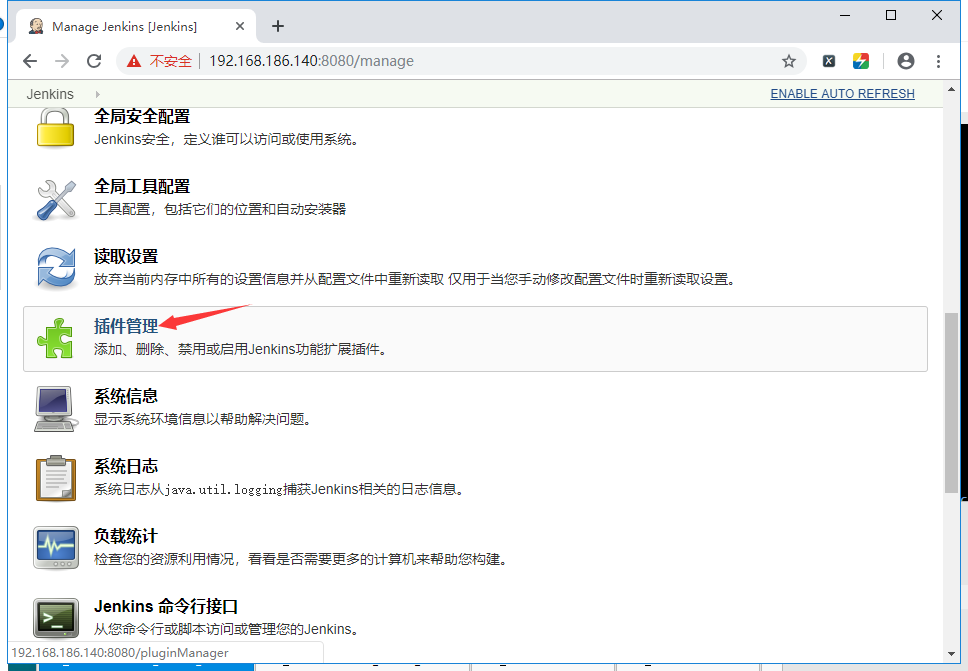 Manage Jenkins [Jenkins]
不安全 192.168.186.140:8080/manage
Jenkins
ENABLE AUTO REFRESH
全局安全配置
Jenkins安全，定义谁可以访问或使用系统。
全局工具配置
工具配置，包括它们的位置和自动安装器
读取设置
放弃当前内存中所有的设置信息并从配置文件中重新读取 仅用于当您手动修改配置文件时重新读取设置。
插件管理
添加、删除、禁用或启用Jenkins功能扩展插件。
系统信息
显示系统环境信息以帮助解决问题。
系统日志
系统日志从java.util.logging捕获Jenkins相关的日志信息。
负载统计
检查您的资源利用情况，看看是否需要更多的计算机来帮助您构建。
Jenkins 命令行接口
从您命令行或脚本访问或管理您的Jenkins。
192.168.186.140:8080/pluginManager